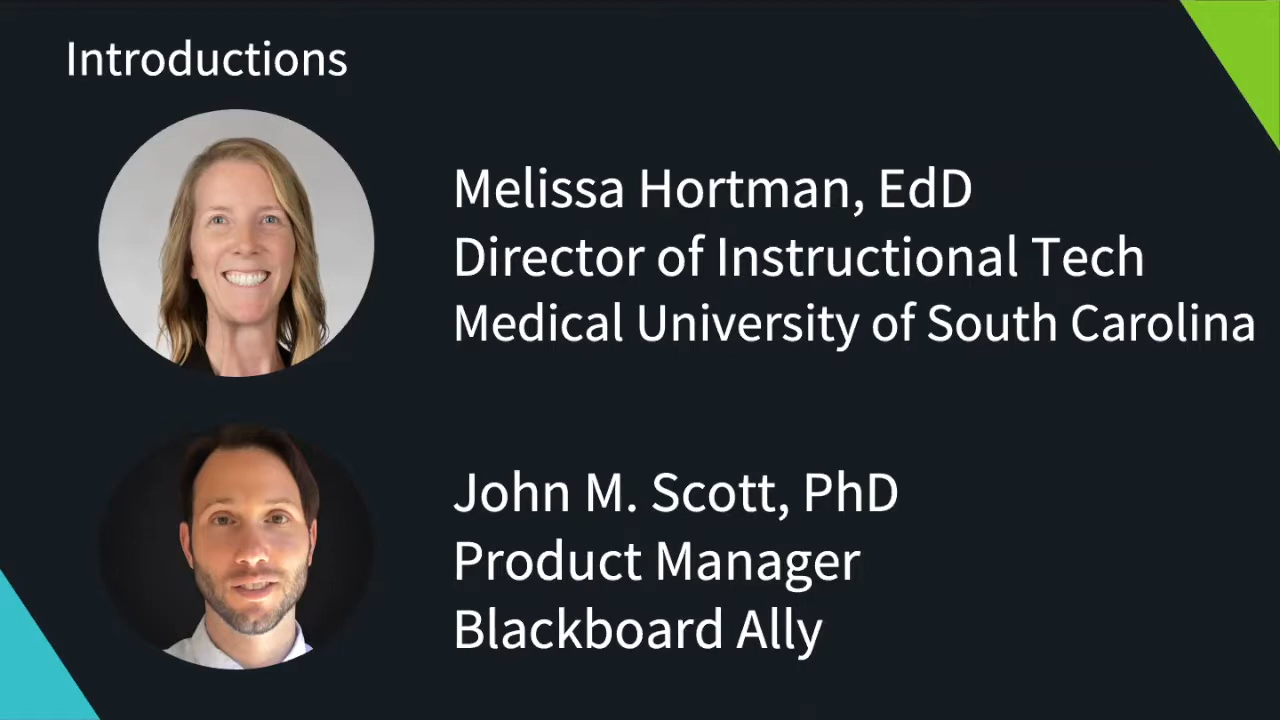 Introductions
Melissa Hortman, EdD
Director of Instructional Tech
Medical University of South Carolina
John M. Scott, PhD
Product Manager
Blackboard Ally